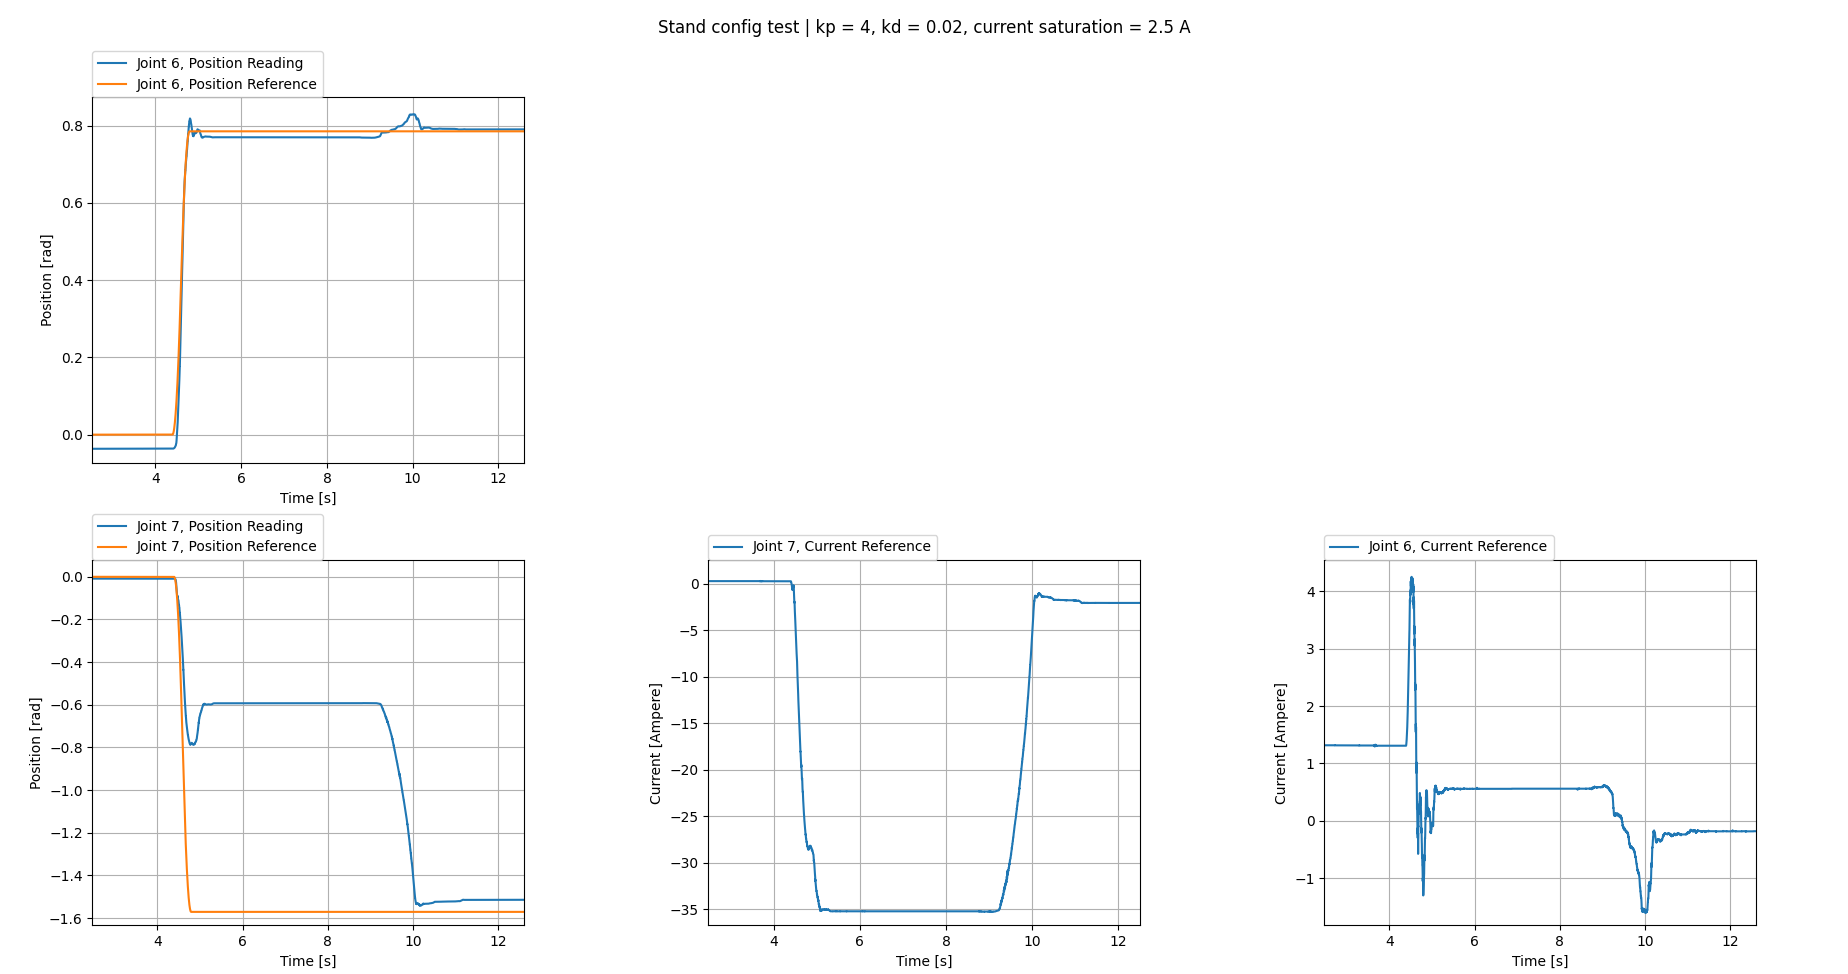 Stand config test | kp = 4, kd = 0.02, current saturation = 2.5 A
Joint 6, Position Reading
Joint 6, Position Reference
Position [rad]
0.8
0.6
0.4
0.2
0.0
4 6 8 10 12
Time [s]
Joint 7, Position Reading
Joint 7, Position Reference
Position [rad]
0.0
−0.2
−0.4
−0.6
−0.8
−1.0
−1.2
−1.4
−1.6
4 6 8 10 12
Time [s]
Joint 7, Current Reference
Current [Ampere]
0
−5
−10
−15
−20
−25
−30
−35
4 6 8 10 12
Time [s]
Joint 6, Current Reference
Current [Ampere]
4
3
2
1
0
−1
4 6 8 10 12
Time [s]